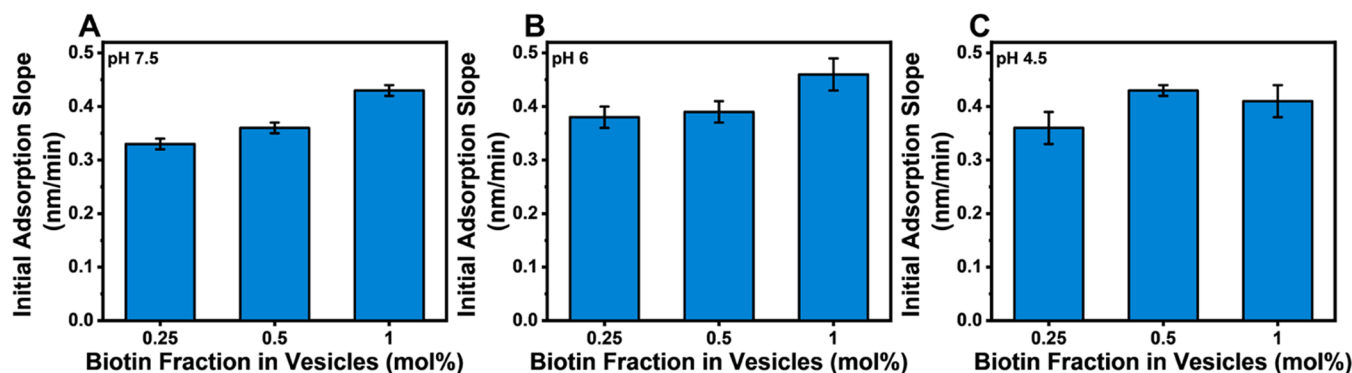 A
pH 7.5
Initial Adsorption Slope
(nm/min)
0.5
0.4
0.3
0.2
0.1
0.0
0.25 0.5 1
Biotin Fraction in Vesicles (mol%)
B
pH 6
Initial Adsorption Slope
(nm/min)
0.5
0.4
0.3
0.2
0.1
0.0
0.25 0.5 1
Biotin Fraction in Vesicles (mol%)
C
pH 4.5
Initial Adsorption Slope
(nm/min)
0.5
0.4
0.3
0.2
0.1
0.0
0.25 0.5 1
Biotin Fraction in Vesicles (mol%)